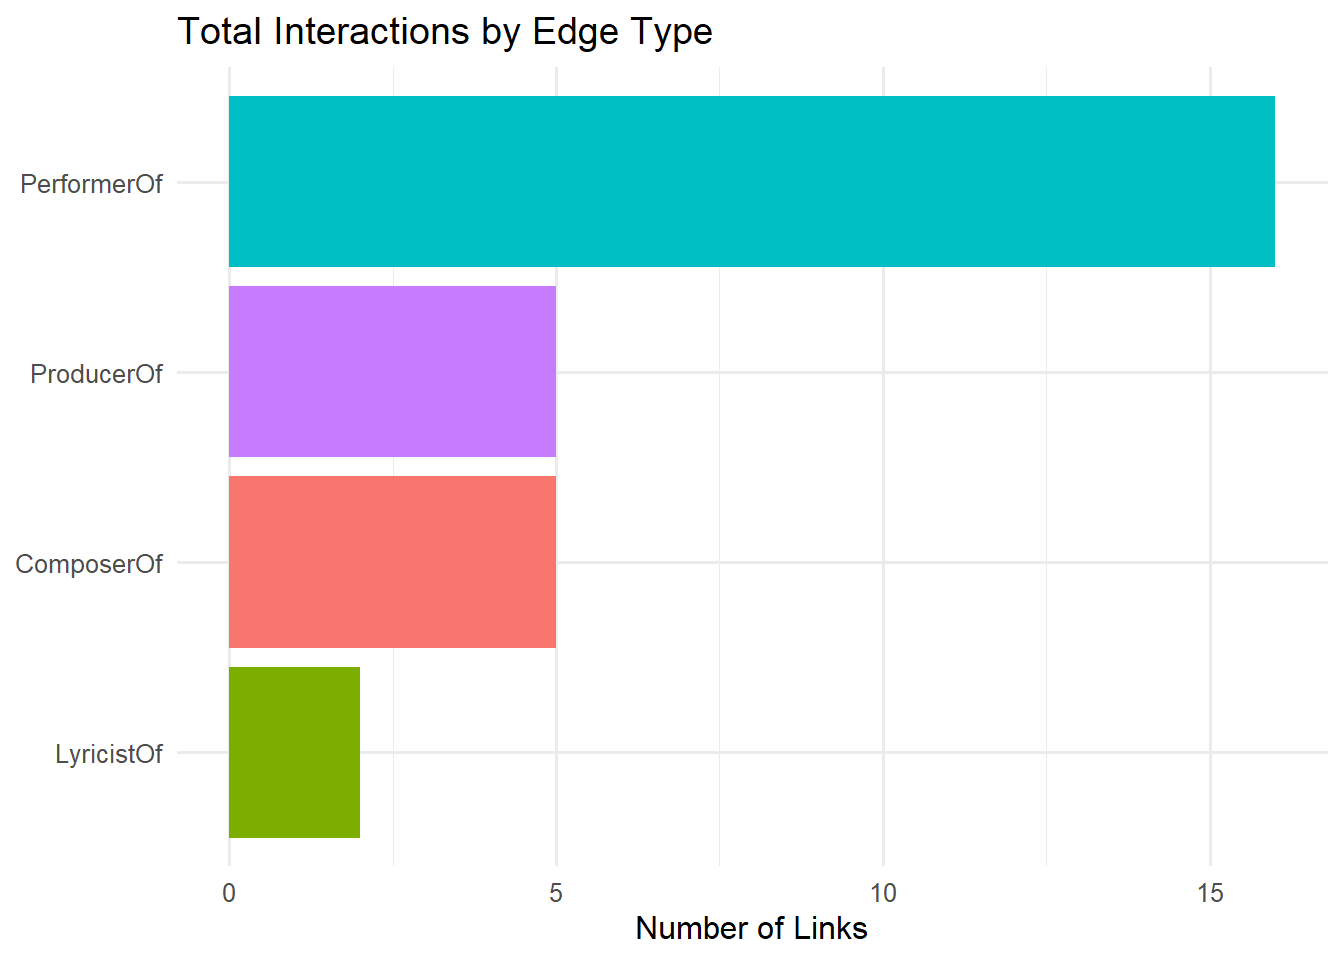 Total Interactions by Edge Type
PerformerOf
ProducerOf
ComposerOf
LyricistOf
0 5 10 15
Number of Links